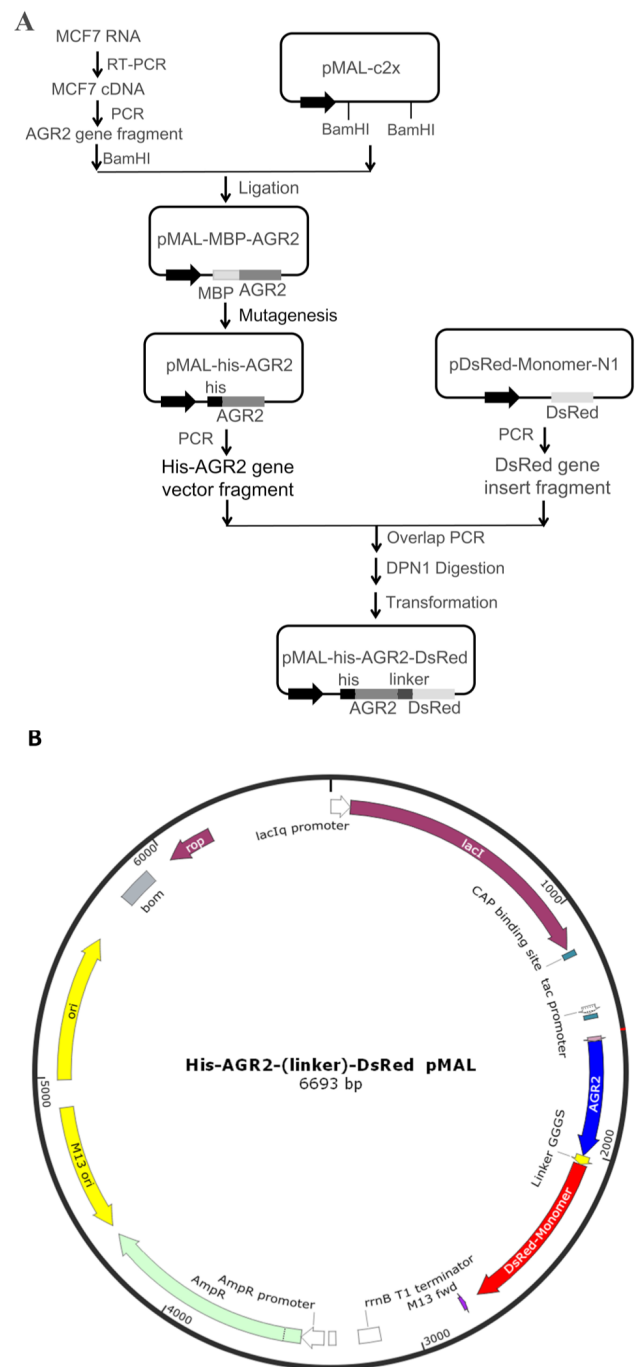 A
MCF7 RNA
RT-PCR
MCF7 cDNA
PCR
AGR2 gene fragment
BamHI
pMAL-c2x
BamHI BamHI
Ligation
pMAL-MBP-AGR2
MBP AGR2
Mutagenesis
pMAL-his-AGR2
his
AGR2
pDsRed-Monomer-N1
DsRed
PCR
His-AGR2 gene
vector fragment
PCR
DsRed gene
insert fragment
Overlap PCR
DPN1 Digestion
Transformation
pMAL-his-AGR2-DsRed
his linker
AGR2 DsRed
B
lacIq promoter
lacI
1000
CAP binding site
tac promoter
AGR2
2000
Linker GGGS
DsRed-Monomer
3000
M13 fwd
rrnB T1 terminator
AmpR promoter
AmpR
4000
M13 ori
5000
ori
bom
6000
rop
His-AGR2-(linker)-DsRed pMAL
6693 bp